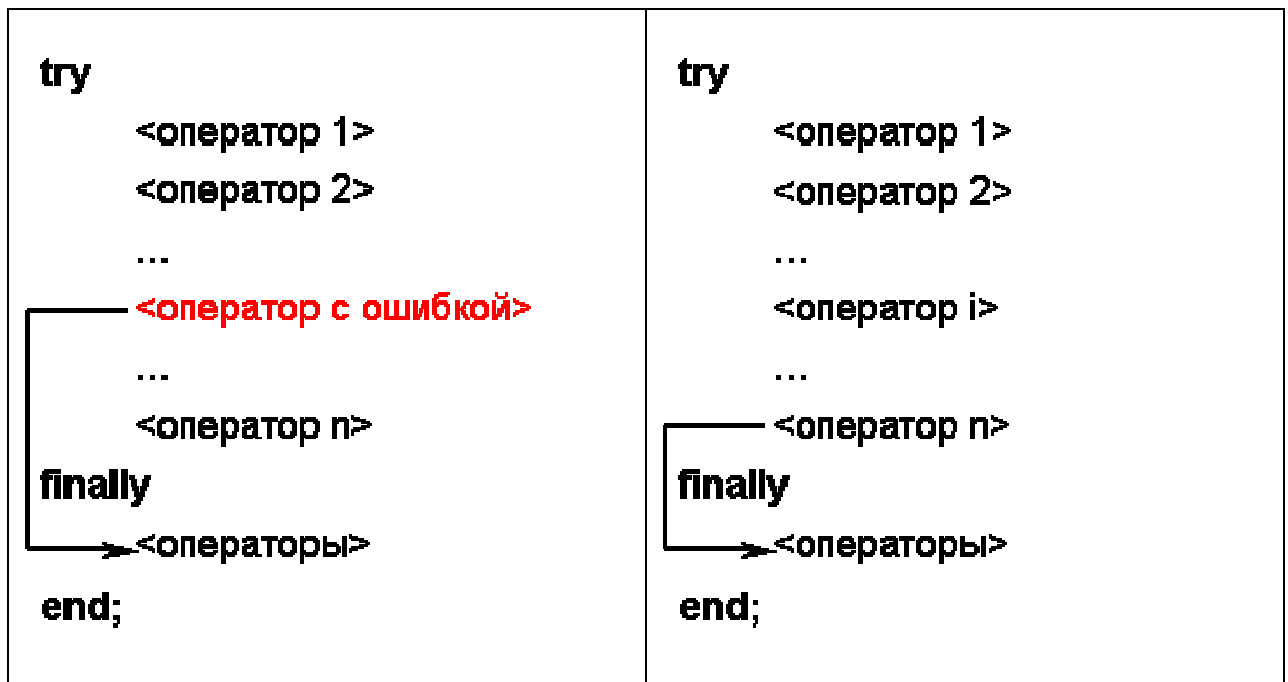 try
<оператор 1>
<оператор 2>
...
<оператор с ошибкой>
...
<оператор n>
finally
<операторы>
end;
try
<оператор 1>
<оператор 2>
...
<оператор i>
...
<оператор n>
finally
<операторы>
end;